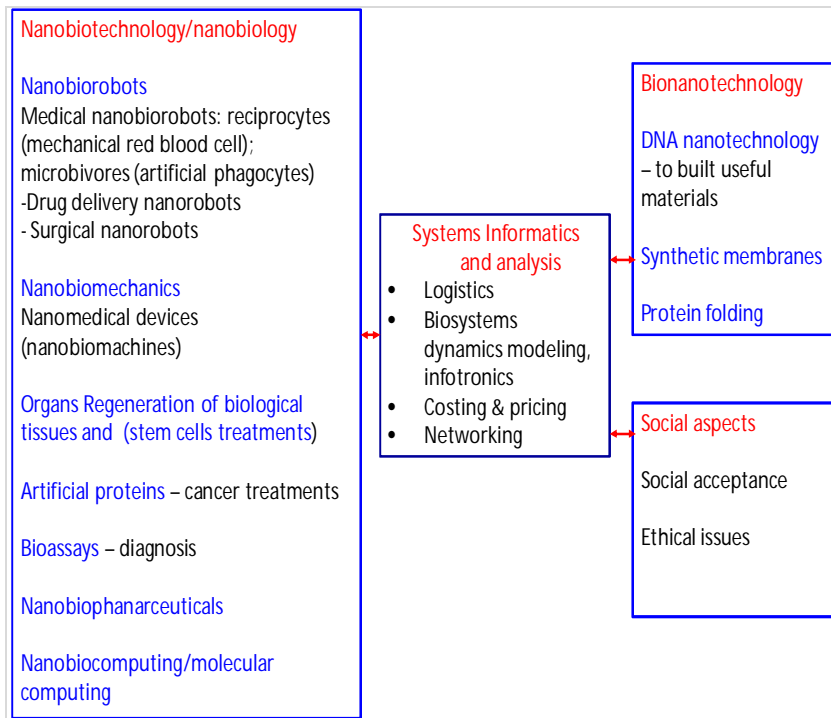 Nanobiotechnology/nanobiology
Nanobiorobots
Medical nanobiorobots: reciprocytes
(mechanical red blood cell);
microbivores (artificial phagocytes)
-Drug delivery nanorobots
- Surgical nanorobots
Nanobiomechanics
Nanomedical devices
(nanobiomachines)
Organs Regeneration of biological
tissues and (stem cells treatments)
Artificial proteins – cancer treatments
Bioassays – diagnosis
Nanobiophanarceuticals
Nanobiocomputing/molecular
computing
Systems Informatics
and analysis
• Logistics
• Biosystems
dynamics modeling,
infotronics
• Costing & pricing
• Networking
Bionanotechnology
DNA nanotechnology
– to built useful
materials
Synthetic membranes
Protein folding
Social aspects
Social acceptance
Ethical issues